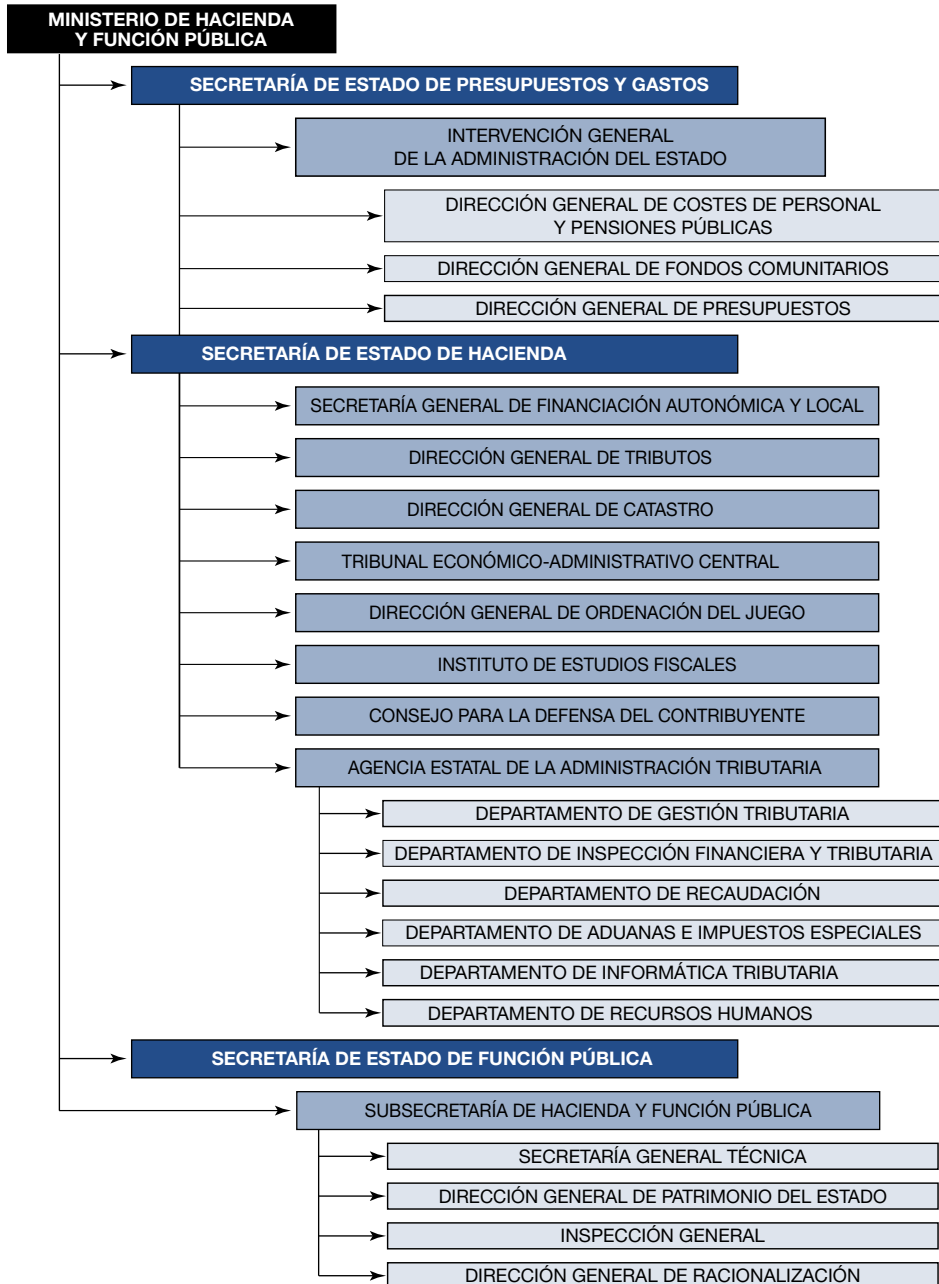 MINISTERIO DE HACIENDA
Y FUNCIÓN PÚBLICA
SECRETARÍA DE ESTADO DE PRESUPUESTOS Y GASTOS
INTERVENCIÓN GENERAL
DE LA ADMINISTRACIÓN DEL ESTADO
DIRECCIÓN GENERAL DE COSTES DE PERSONAL
Y PENSIONES PÚBLICAS
DIRECCIÓN GENERAL DE FONDOS COMUNITARIOS
DIRECCIÓN GENERAL DE PRESUPUESTOS
SECRETARÍA DE ESTADO DE HACIENDA
SECRETARÍA GENERAL DE FINANCIACIÓN AUTONÓMICA Y LOCAL
DIRECCIÓN GENERAL DE TRIBUTOS
DIRECCIÓN GENERAL DE CATASTRO
TRIBUNAL ECONÓMICO-ADMINISTRATIVO CENTRAL
DIRECCIÓN GENERAL DE ORDENACIÓN DEL JUEGO
INSTITUTO DE ESTUDIOS FISCALES
CONSEJO PARA LA DEFENSA DEL CONTRIBUYENTE
AGENCIA ESTATAL DE LA ADMINISTRACIÓN TRIBUTARIA
DEPARTAMENTO DE GESTIÓN TRIBUTARIA
DEPARTAMENTO DE INSPECCIÓN FINANCIERA Y TRIBUTARIA
DEPARTAMENTO DE RECAUDACIÓN
DEPARTAMENTO DE ADUANAS E IMPUESTOS ESPECIALES
DEPARTAMENTO DE INFORMÁTICA TRIBUTARIA
DEPARTAMENTO DE RECURSOS HUMANOS
SECRETARÍA DE ESTADO DE FUNCIÓN PÚBLICA
SUBSECRETARÍA DE HACIENDA Y FUNCIÓN PÚBLICA
SECRETARÍA GENERAL TÉCNICA
DIRECCIÓN GENERAL DE PATRIMONIO DEL ESTADO
INSPECCIÓN GENERAL
DIRECCIÓN GENERAL DE RACIONALIZACIÓN